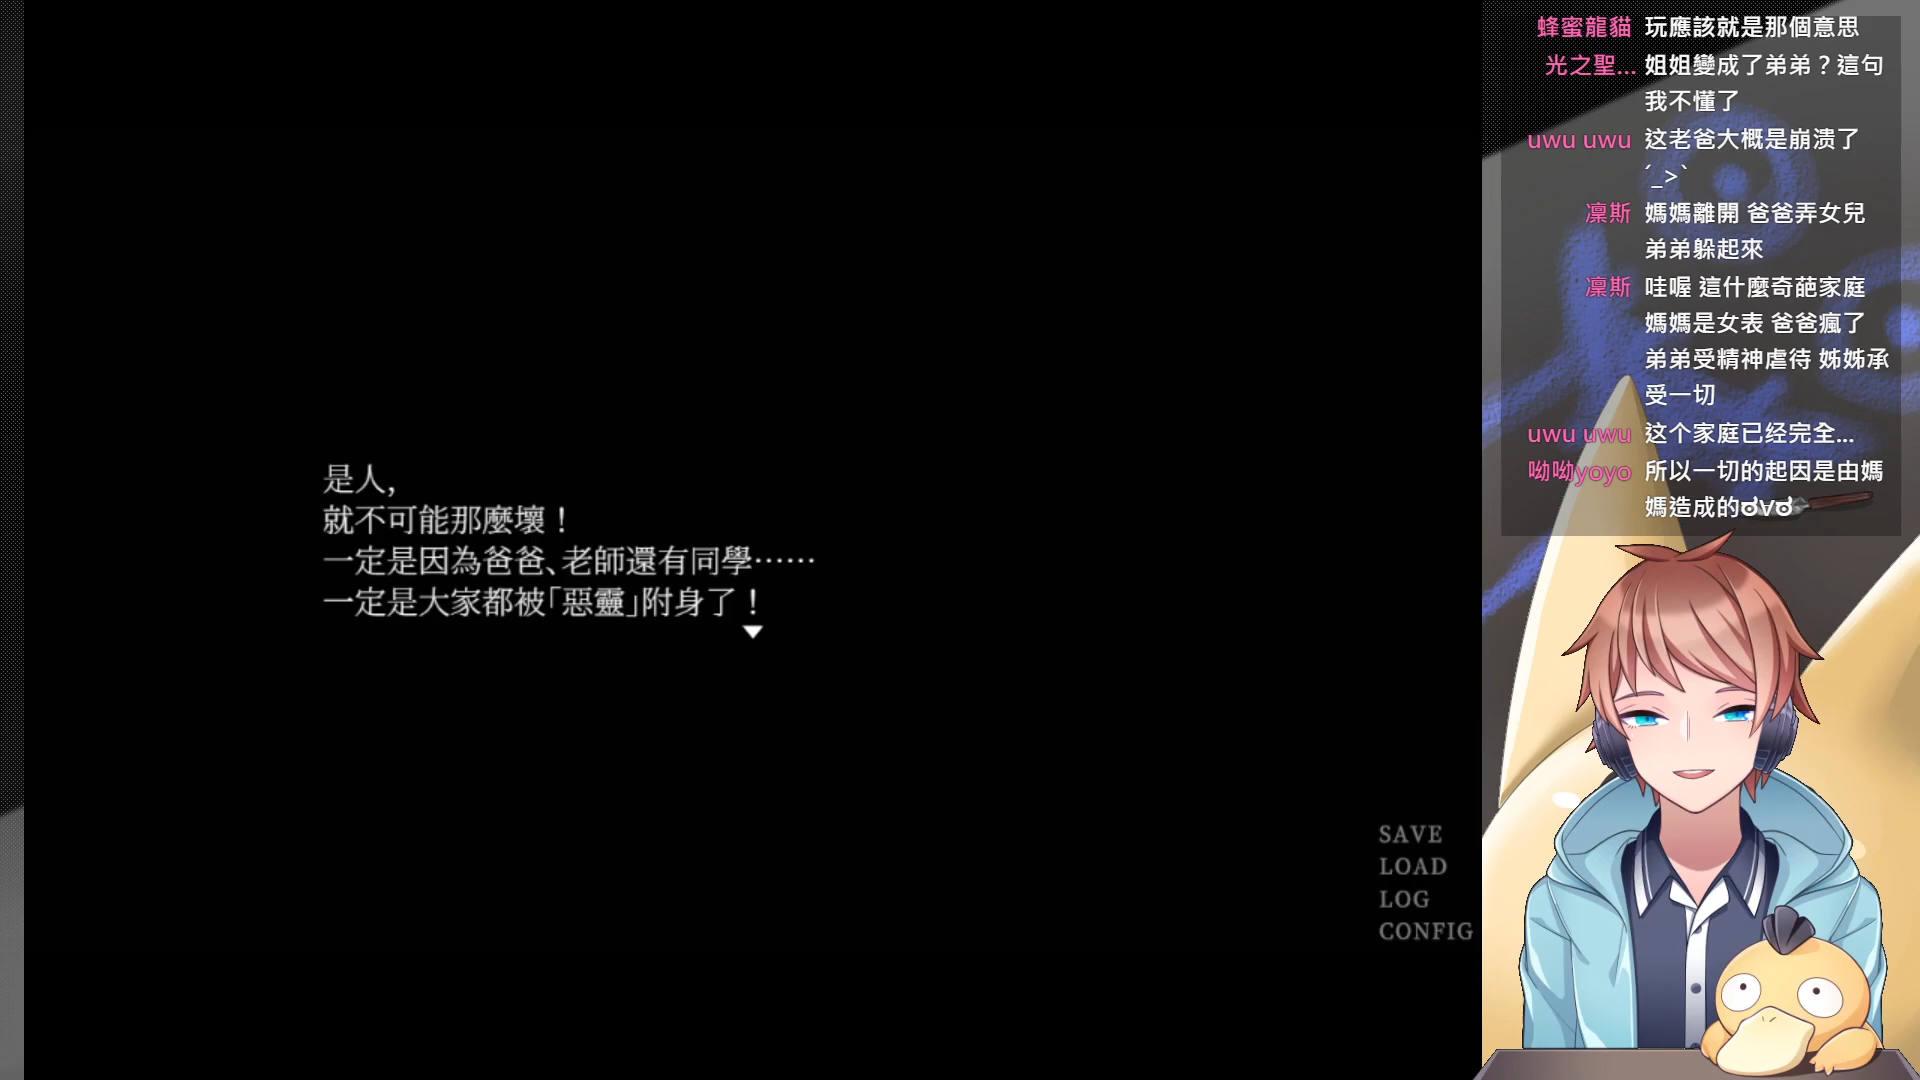 是人，
就不可能那麼壞！
一定是因為爸爸、老師還有同學……
一定是大家都被「惡靈」附身了！
SAVE
LOAD
LOG
CONFIG
蜂蜜龍貓 玩應該就是那個意思
光之聖... 姐姐變成了弟弟？這句
我不懂了
uwu uwu 这老爸大概是崩溃了
´_>`
凜斯 媽媽離開 爸爸弄女兒
弟弟躲起來
凜斯 哇喔 這什麼奇葩家庭
媽媽是女表 爸爸瘋了
弟弟受精神虐待 姊姊承
受一切
uwu uwu 这个家庭已经完全...
呦呦yoyo 所以一切的起因是由媽
媽造成的ಠ∀ಠ